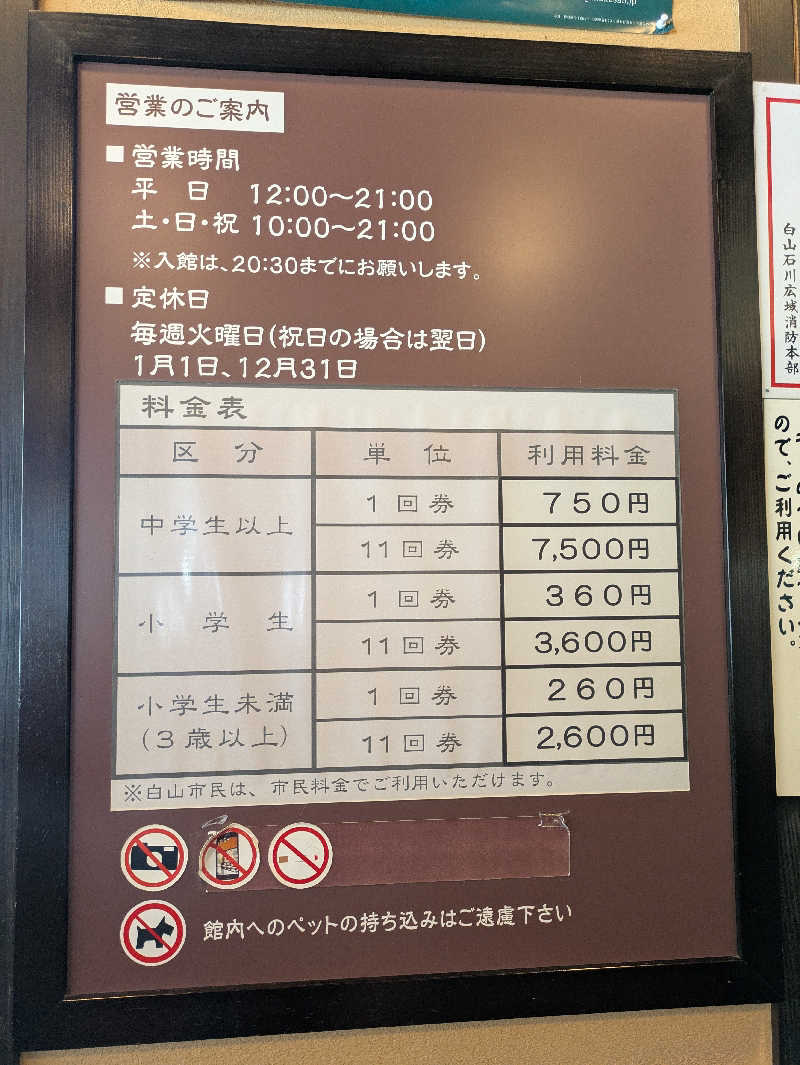 営業のご案内
■ 営業時間
平 日 12:00～21:00
土・日・祝 10:00～21:00
※入館は、20:30までにお願いします。
■ 定休日
毎週火曜日(祝日の場合は翌日)
1月1日、12月31日
料金表
区 分 単 位 利用料金
中学生以上
1 回 券 750円
11 回 券 7,500円
小 学 生
1 回 券 360円
11 回 券 3,600円
小学生未満
(3歳以上)
1 回 券 260円
11 回 券 2,600円
※白山市民は、市民料金でご利用いただけます。
館内へのペットの持ち込みはご遠慮下さい
白山石川広域消防本部
ので、ご利用ください。